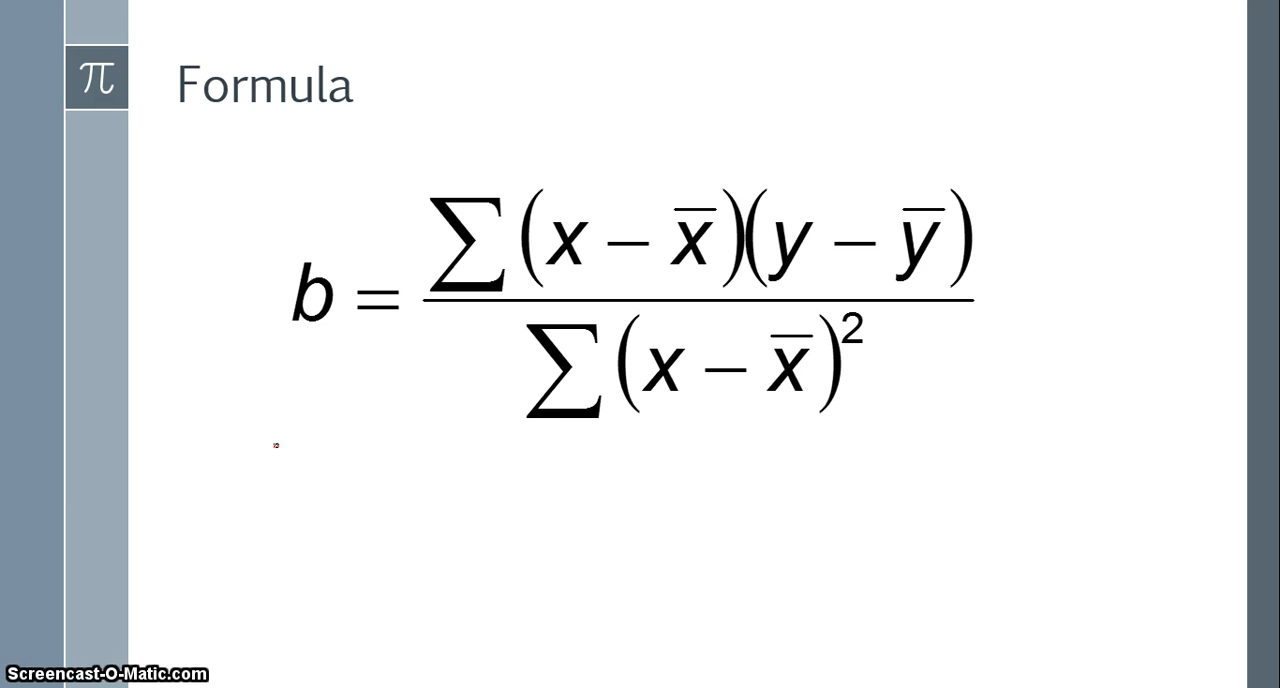 π
Formula
b = ∑(x − x̅)(y − y̅) / ∑(x − x̅)²
Screencast-O-Matic.com